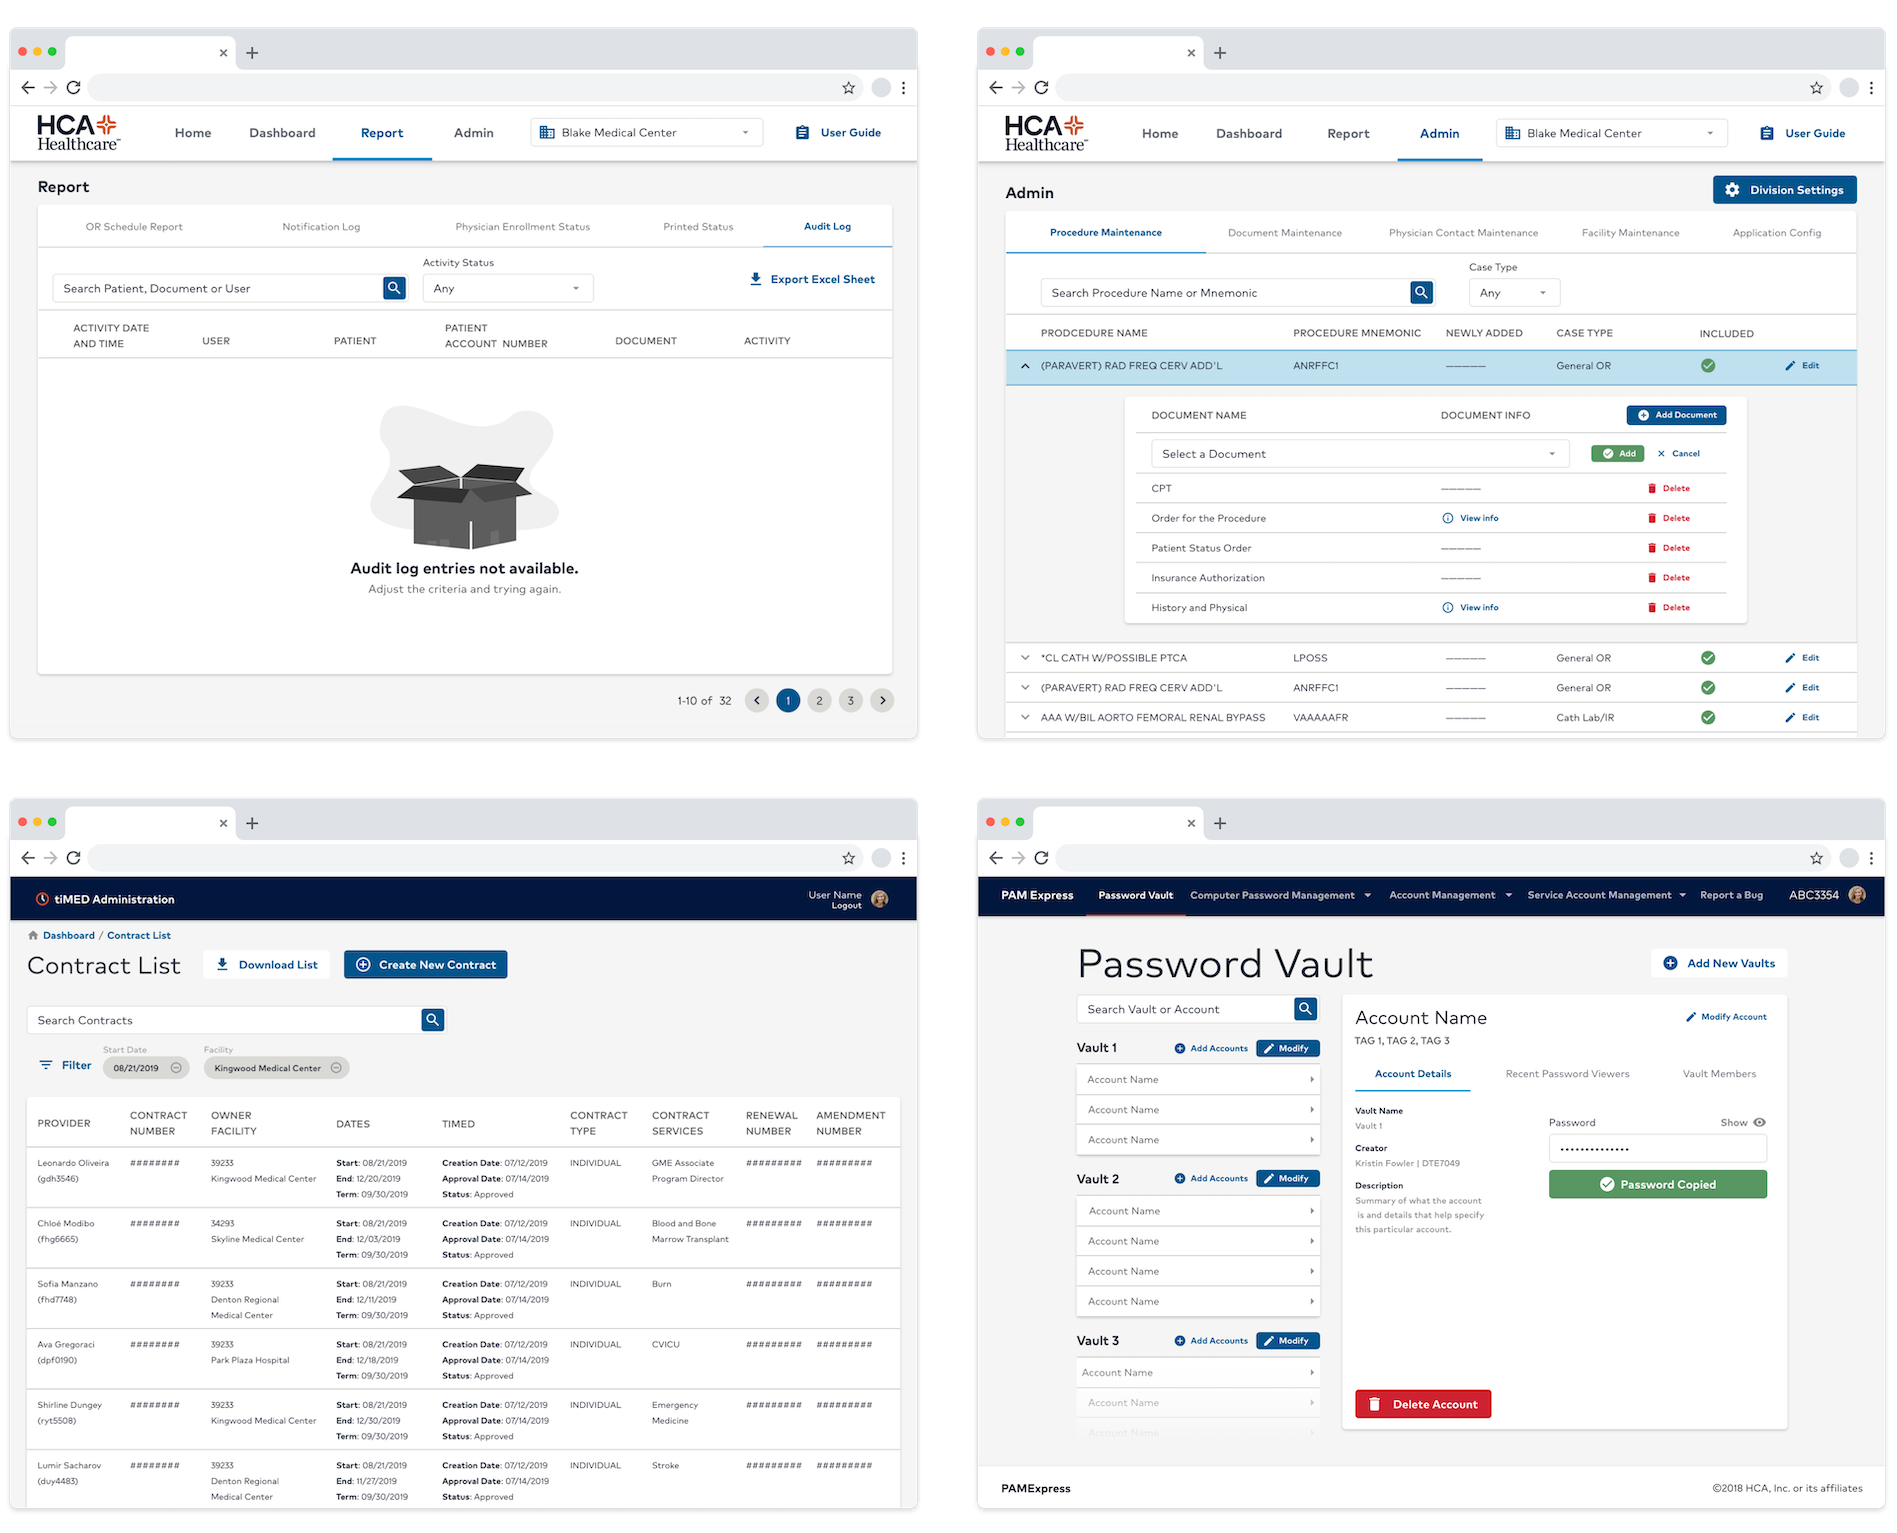 HCA
Healthcare™
Home Dashboard Report Admin Blake Medical Center User Guide
Report
OR Schedule Report Notification Log Physician Enrollment Status Printed Status Audit Log
Activity Status
Search Patient, Document or User Any Export Excel Sheet
ACTIVITY DATE AND TIME USER PATIENT PATIENT ACCOUNT NUMBER DOCUMENT ACTIVITY
Audit log entries not available.
Adjust the criteria and trying again.
1-10 of 32 1 2 3
HCA
Healthcare™
Home Dashboard Report Admin Blake Medical Center User Guide
Admin Division Settings
Procedure Maintenance Document Maintenance Physician Contact Maintenance Facility Maintenance Application Config
Case Type
Search Procedure Name or Mnemonic Any
PRODCEDURE NAME PROCEDURE MNEMONIC NEWLY ADDED CASE TYPE INCLUDED
(PARAVERT) RAD FREQ CERV ADD'L ANRFFC1 ––––– General OR Edit
DOCUMENT NAME DOCUMENT INFO Add Document
Select a Document Add Cancel
CPT ––––– Delete
Order for the Procedure View info Delete
Patient Status Order ––––– Delete
Insurance Authorization ––––– Delete
History and Physical View info Delete
*CL CATH W/POSSIBLE PTCA LPOSS ––––– General OR Edit
(PARAVERT) RAD FREQ CERV ADD'L ANRFFC1 ––––– General OR Edit
AAA W/BIL AORTO FEMORAL RENAL BYPASS VAAAAAFR ––––– Cath Lab/IR Edit
tiMED Administration User Name
Logout
Dashboard / Contract List
Contract List Download List Create New Contract
Search Contracts
Start Date Facility
Filter 08/21/2019 Kingwood Medical Center
PROVIDER CONTRACT NUMBER OWNER FACILITY DATES TIMED CONTRACT TYPE CONTRACT SERVICES RENEWAL NUMBER AMENDMENT NUMBER
Leonardo Oliveira ######## 39233 Start: 08/21/2019 Creation Date: 07/12/2019 INDIVIDUAL GME Associate ######### #########
(gdh3546) Kingwood Medical Center End: 12/20/2019 Approval Date: 07/14/2019 Program Director
Term: 09/30/2019 Status: Approved
Chloé Modibo ######## 34293 Start: 08/21/2019 Creation Date: 07/12/2019 INDIVIDUAL Blood and Bone ######### #########
(fhg6665) Skyline Medical Center End: 12/03/2019 Approval Date: 07/14/2019 Marrow Transplant
Term: 09/30/2019 Status: Approved
Sofia Manzano ######## 39233 Start: 08/21/2019 Creation Date: 07/12/2019 INDIVIDUAL Burn ######### #########
(fhd7748) Denton Regional End: 12/11/2019 Approval Date: 07/14/2019
Medical Center Term: 09/30/2019 Status: Approved
Ava Gregoraci ######## 39233 Start: 08/21/2019 Creation Date: 07/12/2019 INDIVIDUAL CVICU ######### #########
(dpf0190) Park Plaza Hospital End: 12/18/2019 Approval Date: 07/14/2019
Term: 09/30/2019 Status: Approved
Shirline Dungey ######## 39233 Start: 08/21/2019 Creation Date: 07/12/2019 INDIVIDUAL Emergency ######### #########
(ryt5508) Kingwood Medical Center End: 12/30/2019 Approval Date: 07/14/2019 Medicine
Term: 09/30/2019 Status: Approved
Lumir Sacharov ######## 39233 Start: 08/21/2019 Creation Date: 07/12/2019 INDIVIDUAL Stroke ######### #########
(duy4483) Denton Regional End: 11/27/2019 Approval Date: 07/14/2019
Medical Center Term: 09/30/2019 Status: Approved
PAM Express Password Vault Computer Password Management Account Management Service Account Management Report a Bug ABC3354
Password Vault Add New Vaults
Search Vault or Account
Vault 1 Add Accounts Modify
Account Name
Account Name
Account Name
Vault 2 Add Accounts Modify
Account Name
Account Name
Account Name
Account Name
Vault 3 Add Accounts Modify
Account Name
Account Name
Account Name
Account Name Modify Account
TAG 1, TAG 2, TAG 3
Account Details Recent Password Viewers Vault Members
Vault Name
Vault 1
Creator
Kristin Fowler | DTE7049
Description
Summary of what the account
is and details that help specify
this particular account.
Password Show
••••••••••••••
Password Copied
Delete Account
PAMExpress ©2018 HCA, Inc. or its affiliates